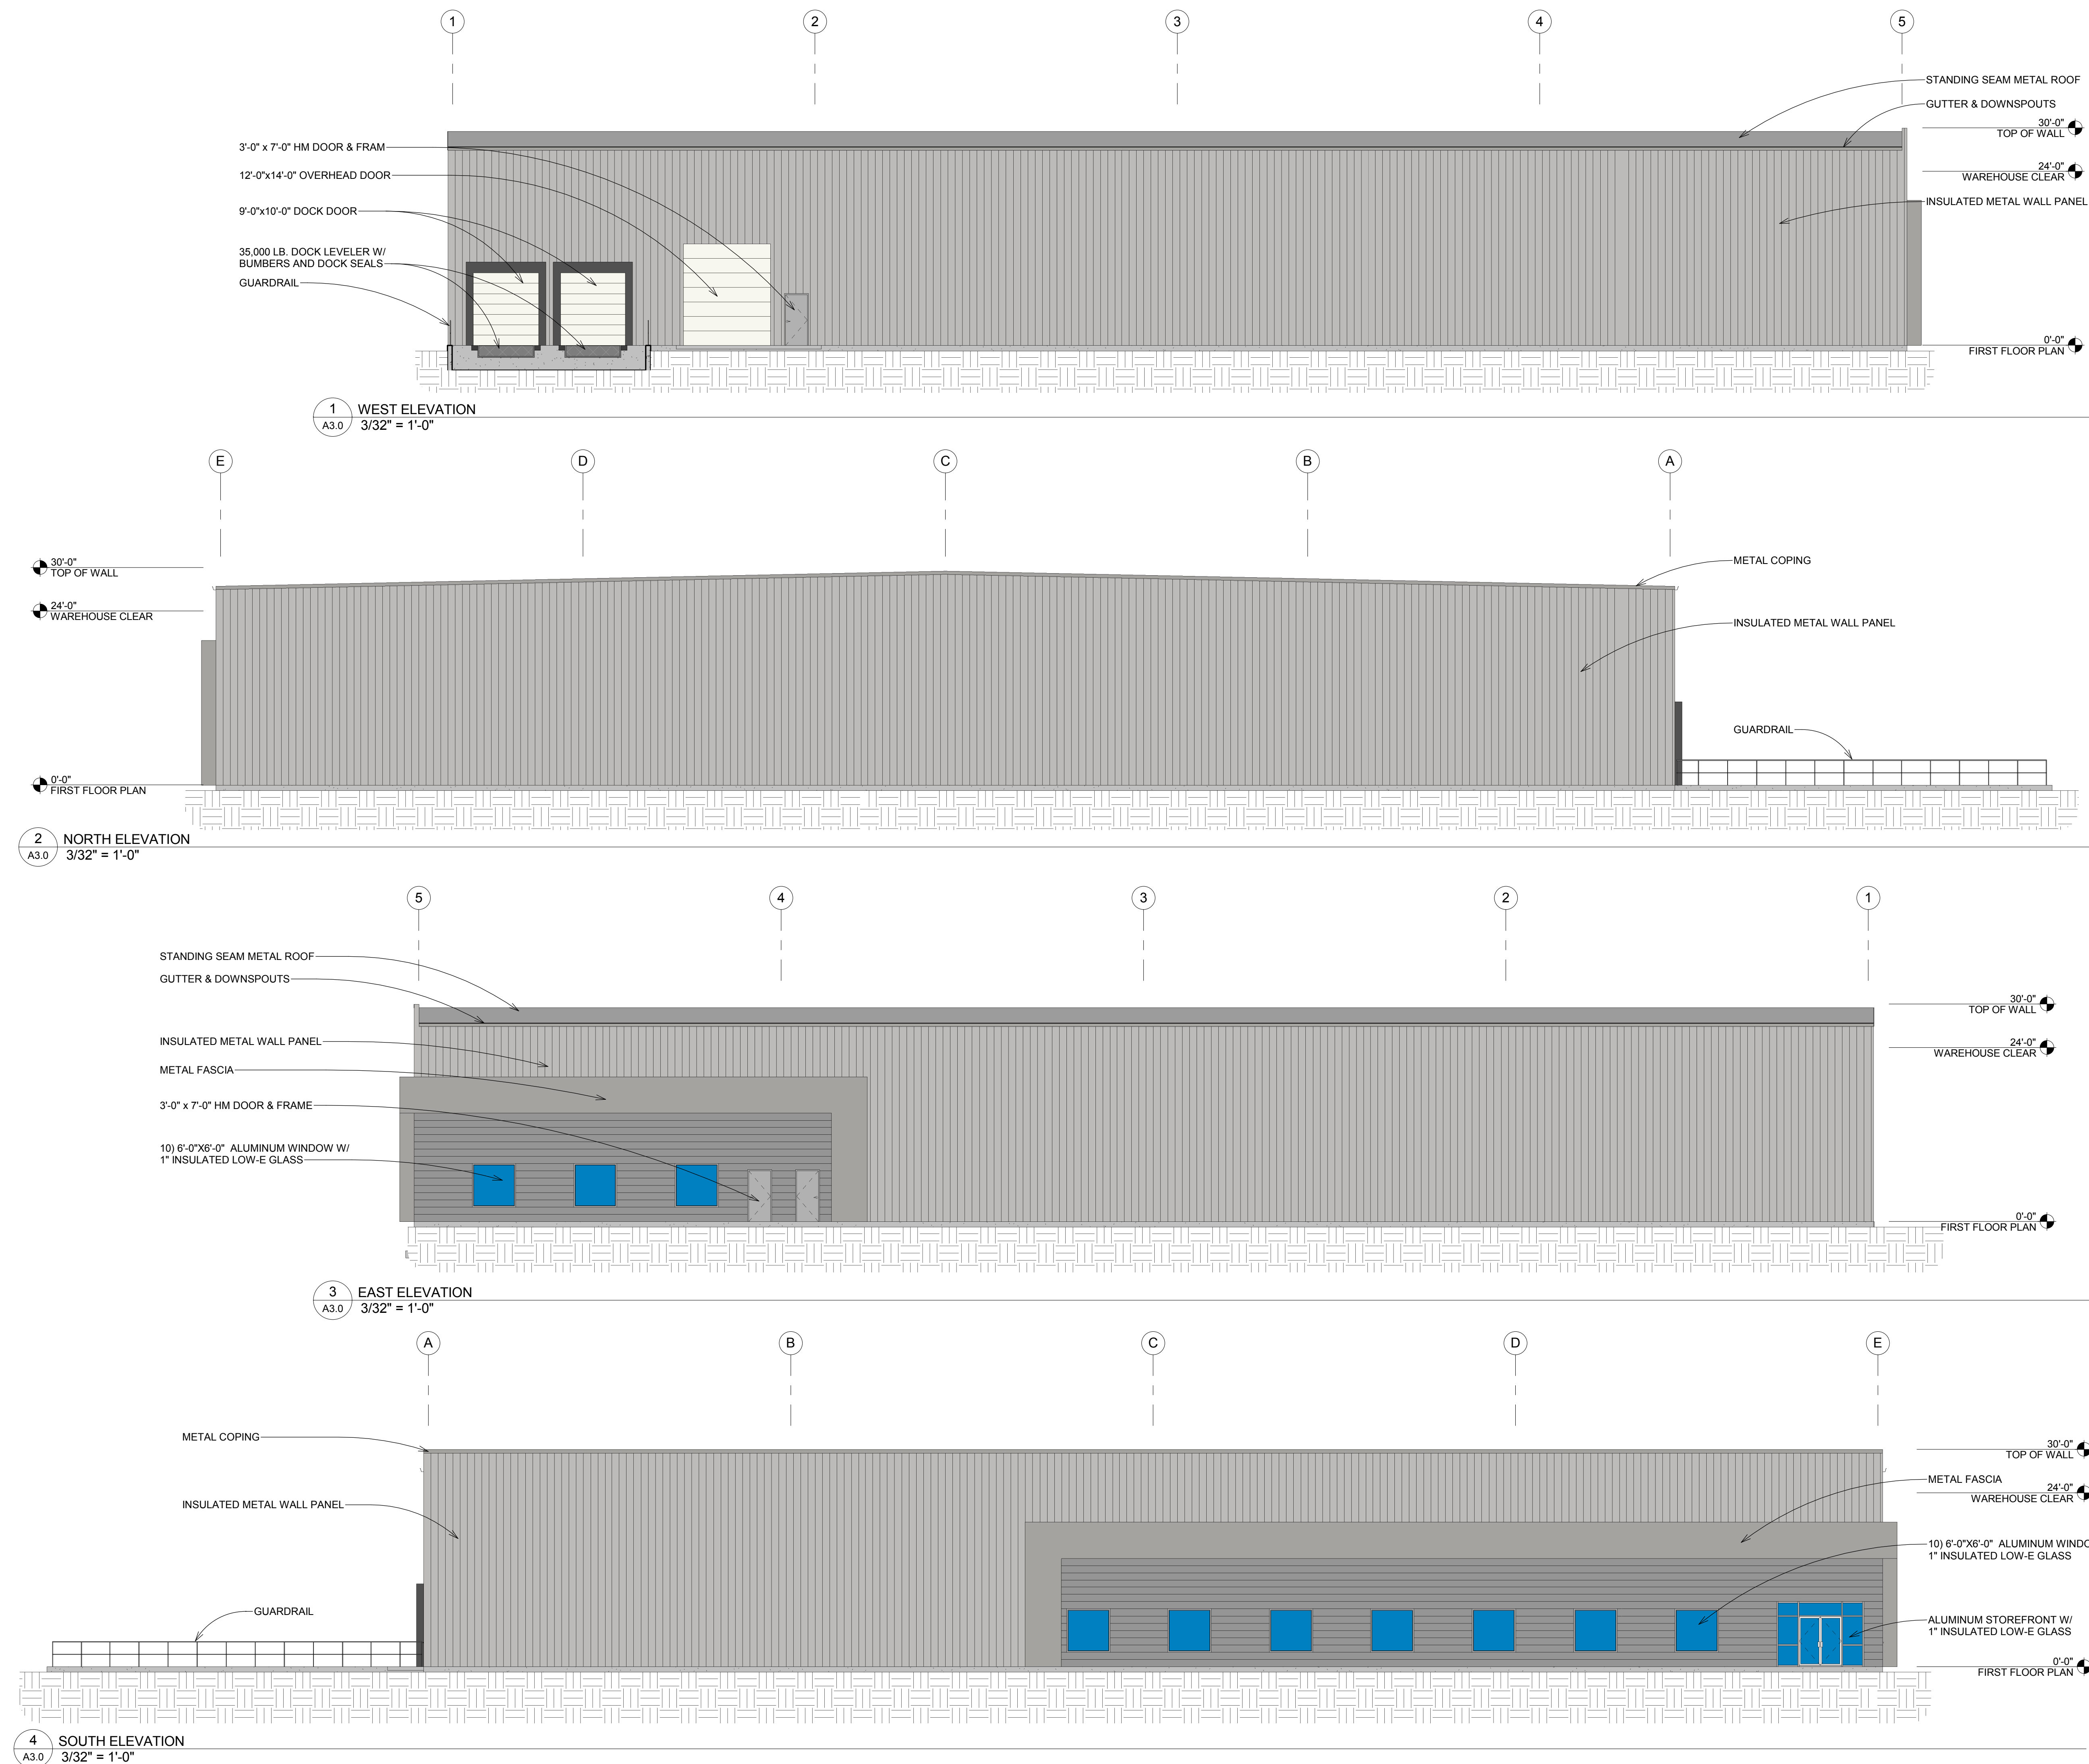 1 2 3 4 5
STANDING SEAM METAL ROOF
GUTTER & DOWNSPOUTS
30'-0"
TOP OF WALL
24'-0"
WAREHOUSE CLEAR
INSULATED METAL WALL PANEL
3'-0" x 7'-0" HM DOOR & FRAM
12'-0"x14'-0" OVERHEAD DOOR
9'-0"x10'-0" DOCK DOOR
35,000 LB. DOCK LEVELER W/
BUMBERS AND DOCK SEALS
GUARDRAIL
0'-0"
FIRST FLOOR PLAN
1
A3.0
WEST ELEVATION
3/32" = 1'-0"
E D C B A
30'-0"
TOP OF WALL
24'-0"
WAREHOUSE CLEAR
METAL COPING
INSULATED METAL WALL PANEL
GUARDRAIL
0'-0"
FIRST FLOOR PLAN
2
A3.0
NORTH ELEVATION
3/32" = 1'-0"
5 4 3 2 1
STANDING SEAM METAL ROOF
GUTTER & DOWNSPOUTS
INSULATED METAL WALL PANEL
METAL FASCIA
3'-0" x 7'-0" HM DOOR & FRAME
10) 6'-0"X6'-0" ALUMINUM WINDOW W/
1" INSULATED LOW-E GLASS
30'-0"
TOP OF WALL
24'-0"
WAREHOUSE CLEAR
0'-0"
FIRST FLOOR PLAN
3
A3.0
EAST ELEVATION
3/32" = 1'-0"
A B C D E
METAL COPING
INSULATED METAL WALL PANEL
GUARDRAIL
30'-0"
TOP OF WALL
METAL FASCIA
24'-0"
WAREHOUSE CLEAR
10) 6'-0"X6'-0" ALUMINUM
1" INSULATED LOW-E GLASS
ALUMINUM STOREFRONT W/
1" INSULATED LOW-E GLASS
0'-0"
FIRST FLOOR PLAN
4
A3.0
SOUTH ELEVATION
3/32" = 1'-0"